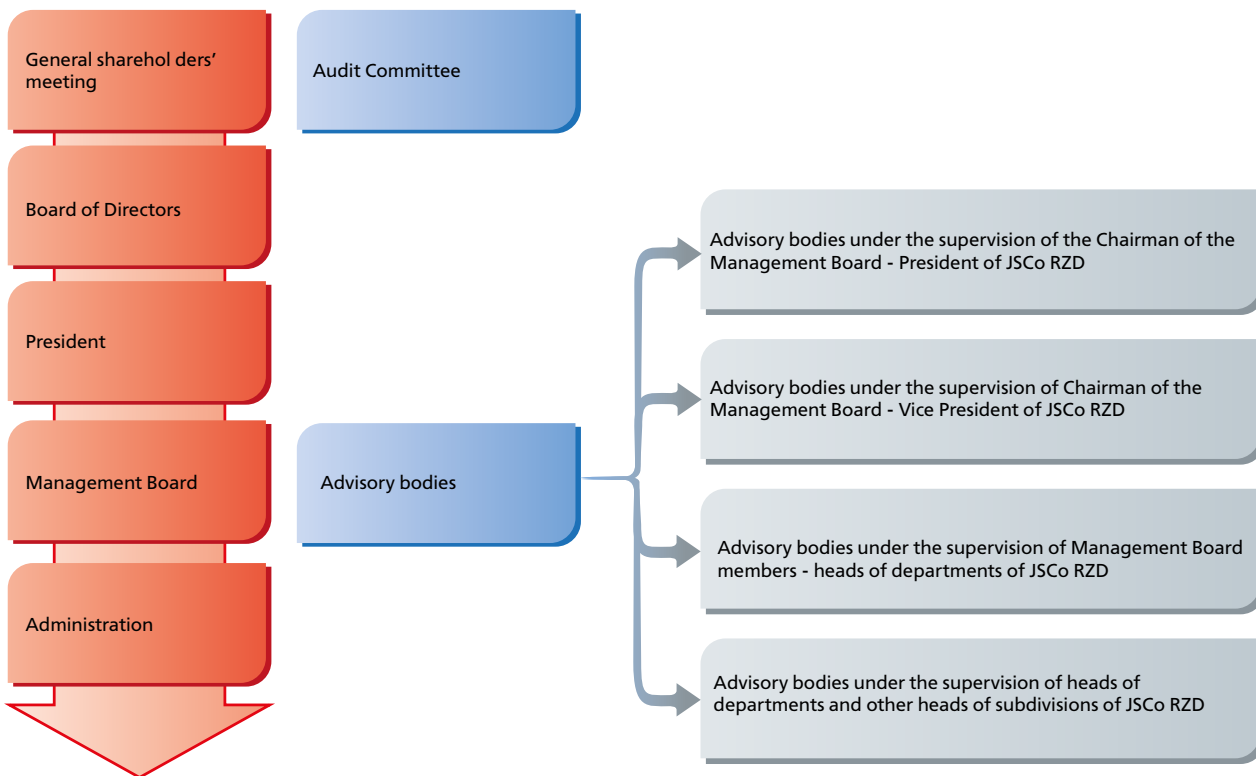 General sharehol ders'
meeting
Audit Committee
Board of Directors
President
Management Board
Administration
Advisory bodies
Advisory bodies under the supervision of the Chairman of the
Management Board - President of JSCo RZD
Advisory bodies under the supervision of Chairman of the
Management Board - Vice President of JSCo RZD
Advisory bodies under the supervision of Management Board
members - heads of departments of JSCo RZD
Advisory bodies under the supervision of heads of
departments and other heads of subdivisions of JSCo RZD